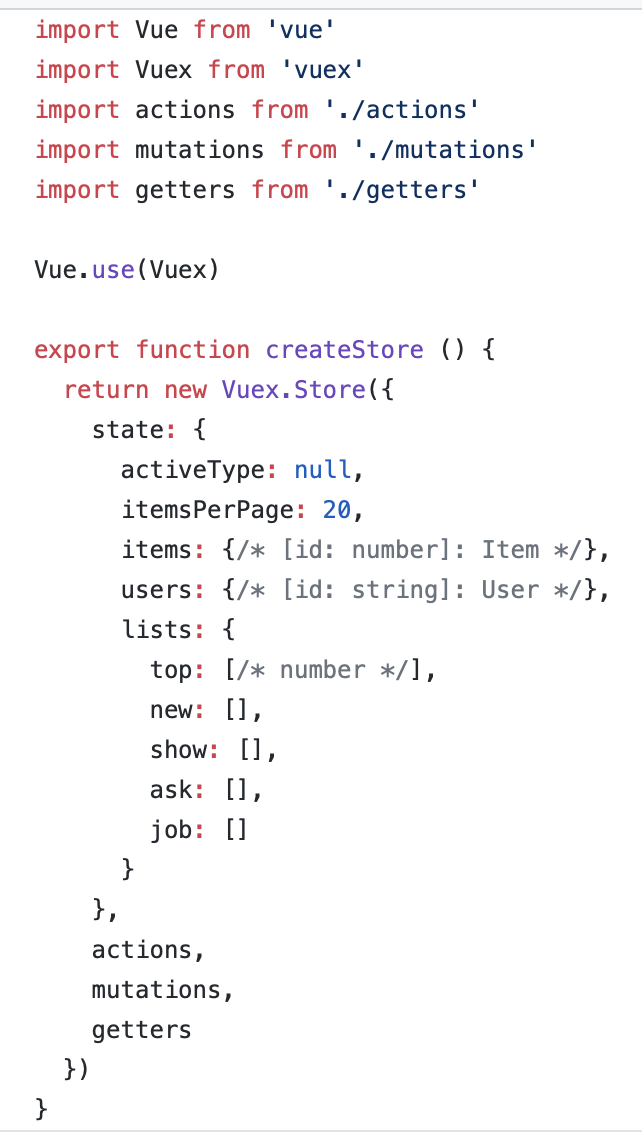 import Vue from 'vue'
import Vuex from 'vuex'
import actions from './actions'
import mutations from './mutations'
import getters from './getters'

Vue.use(Vuex)

export function createStore () {
  return new Vuex.Store({
    state: {
      activeType: null,
      itemsPerPage: 20,
      items: {/* [id: number]: Item */},
      users: {/* [id: string]: User */},
      lists: {
        top: [/* number */],
        new: [],
        show: [],
        ask: [],
        job: []
      }
    },
    actions,
    mutations,
    getters
  })
}